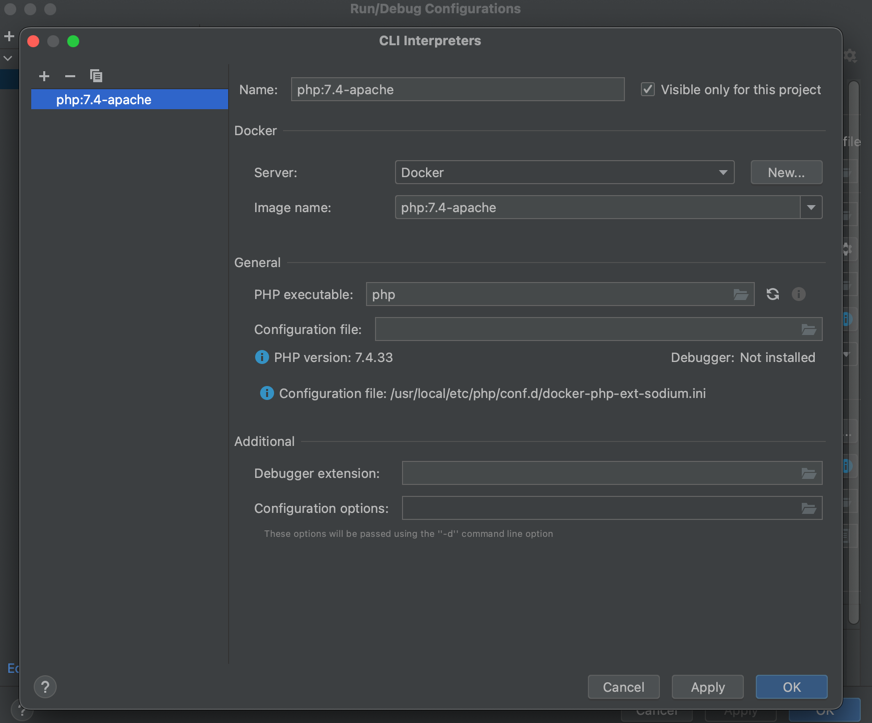 Run/Debug Configurations
CLI Interpreters
php:7.4-apache
Name: php:7.4-apache Visible only for this project
Docker
Server: Docker New...
Image name: php:7.4-apache
General
PHP executable: php
Configuration file:
PHP version: 7.4.33 Debugger: Not installed
Configuration file: /usr/local/etc/php/conf.d/docker-php-ext-sodium.ini
Additional
Debugger extension:
Configuration options:
These options will be passed using the "-d" command line option
? Cancel Apply OK
file
Cancel Apply OK